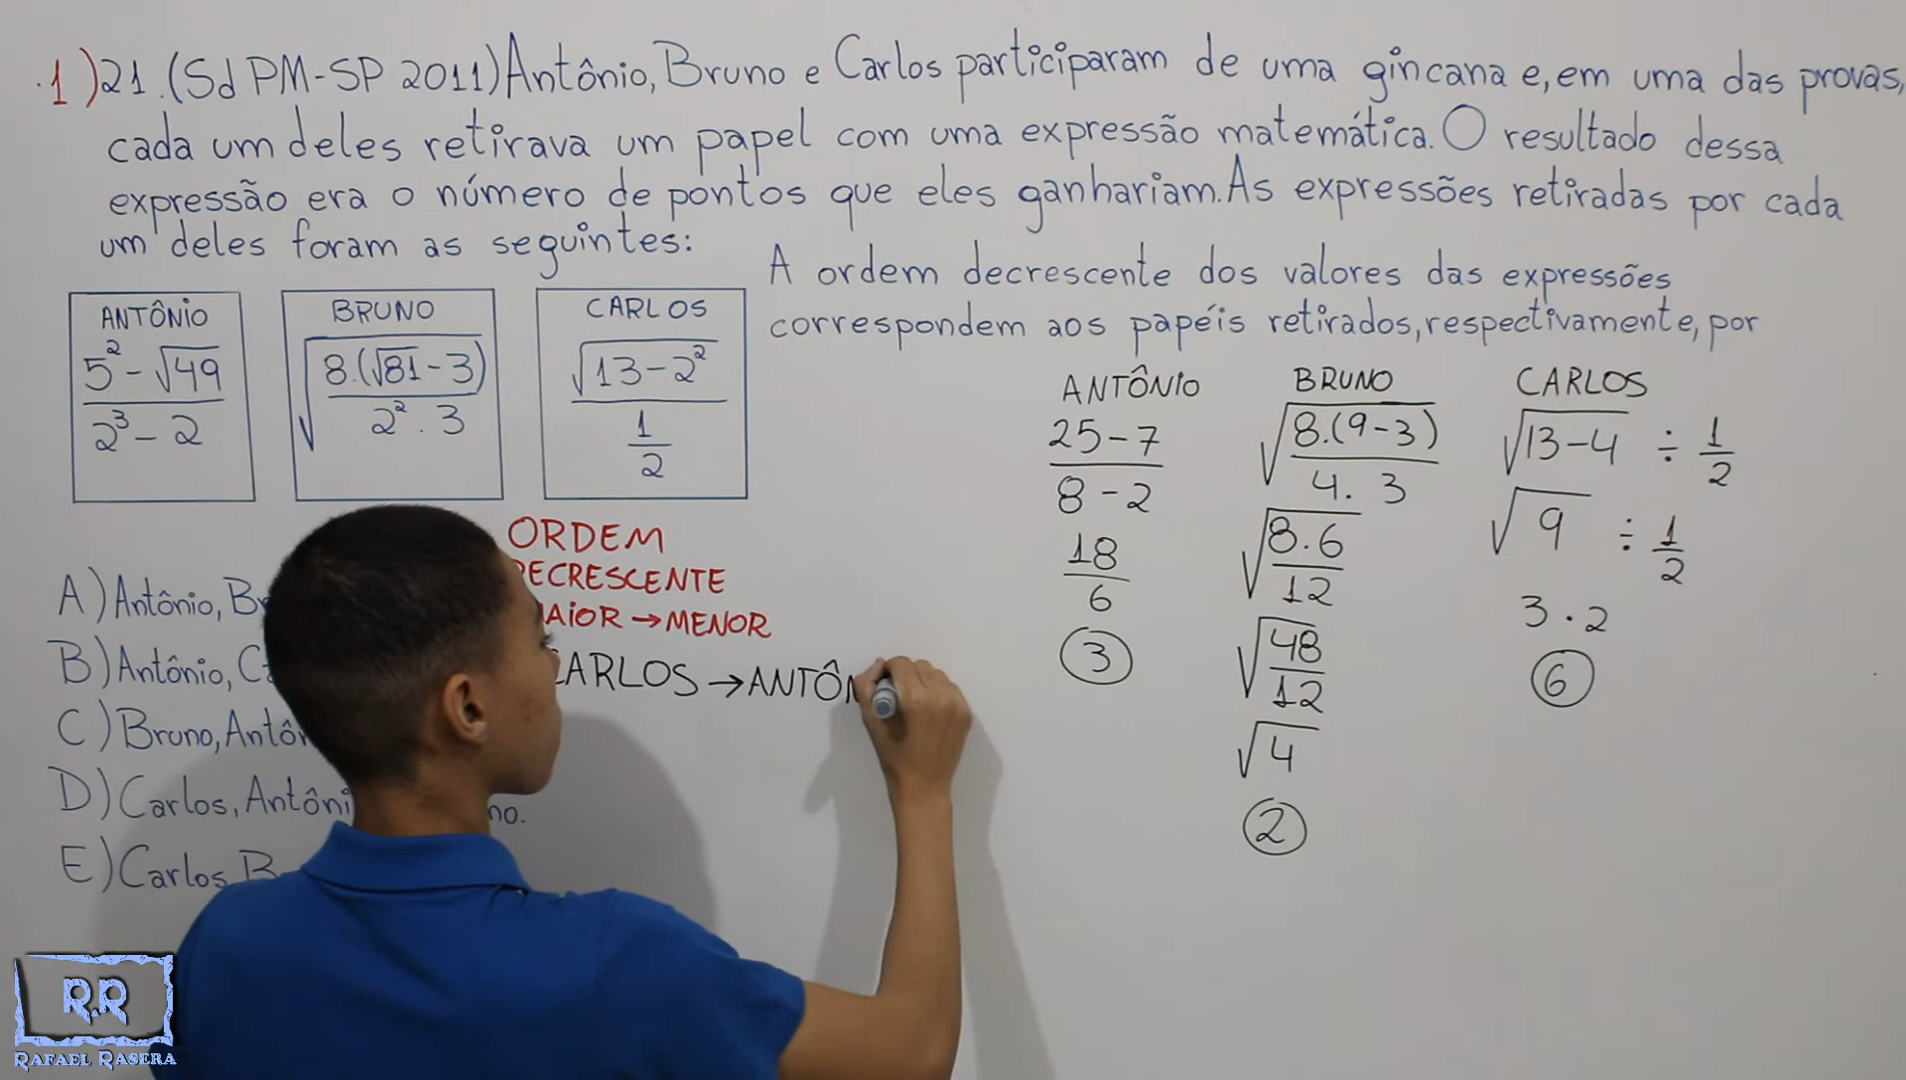 1) 21. (Sd PM-SP 2011) Antônio, Bruno e Carlos participaram de uma gincana e, em uma das provas,
cada um deles retirava um papel com uma expressão matemática. O resultado dessa
expressão era o número de pontos que eles ganhariam. As expressões retiradas por cada
um deles foram as seguintes:
A ordem decrescente dos valores das expressões
correspondem aos papéis retirados, respectivamente, por
ANTÔNIO
5² - √49
2³ - 2
BRUNO
√8.(√81 - 3)
2² . 3
CARLOS
√13 - 2²
1
2
ORDEM
DECRESCENTE
MAIOR → MENOR
CARLOS → ANTÔN
A) Antônio,
B) Antônio,
C) Bruno,
D) Carlos,
E) Carlos,
ANTÔNIO
25 - 7
8 - 2
18
6
3
BRUNO
√8.(9 - 3)
4. 3
√8.6
12
√48
12
√4
2
CARLOS
√13 - 4 ÷ 1/2
√9 ÷ 1/2
3 . 2
6
R.R
RAFAEL RASERA